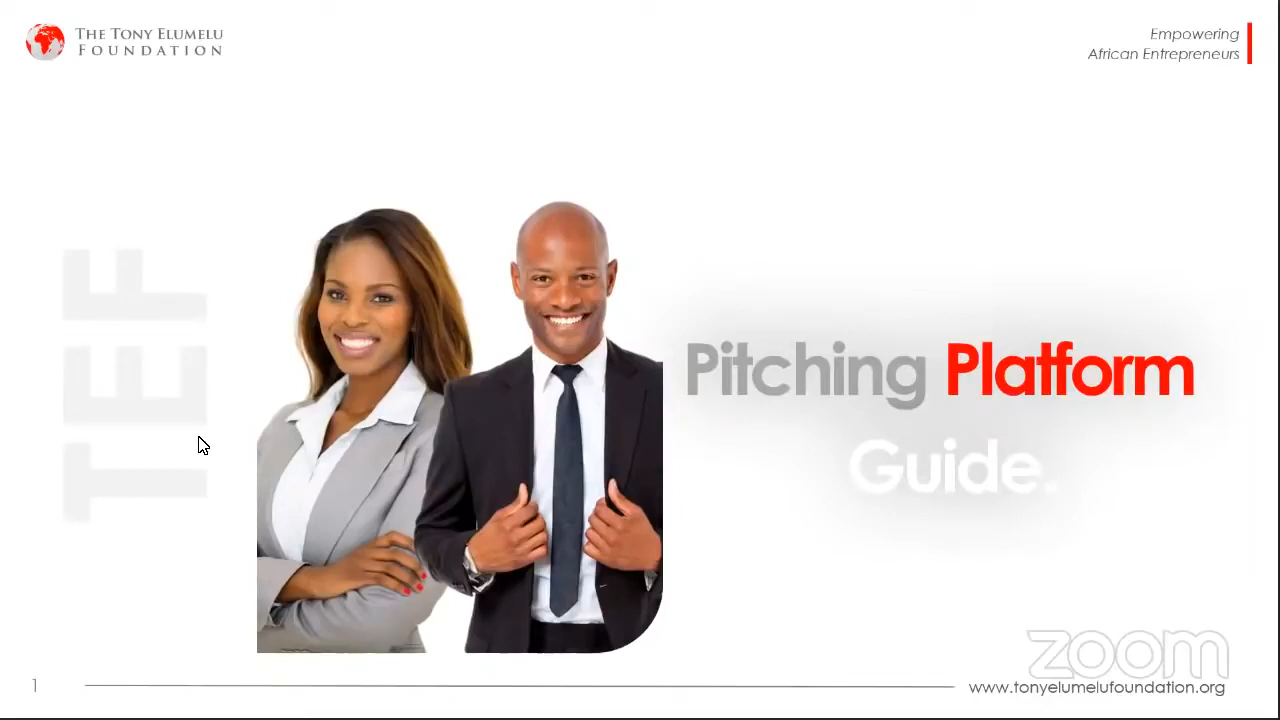 THE TONY ELUMELU
FOUNDATION
Empowering
African Entrepreneurs
TEF
Pitching Platform
Guide.
zoom
1
www.tonyelumelufoundation.org